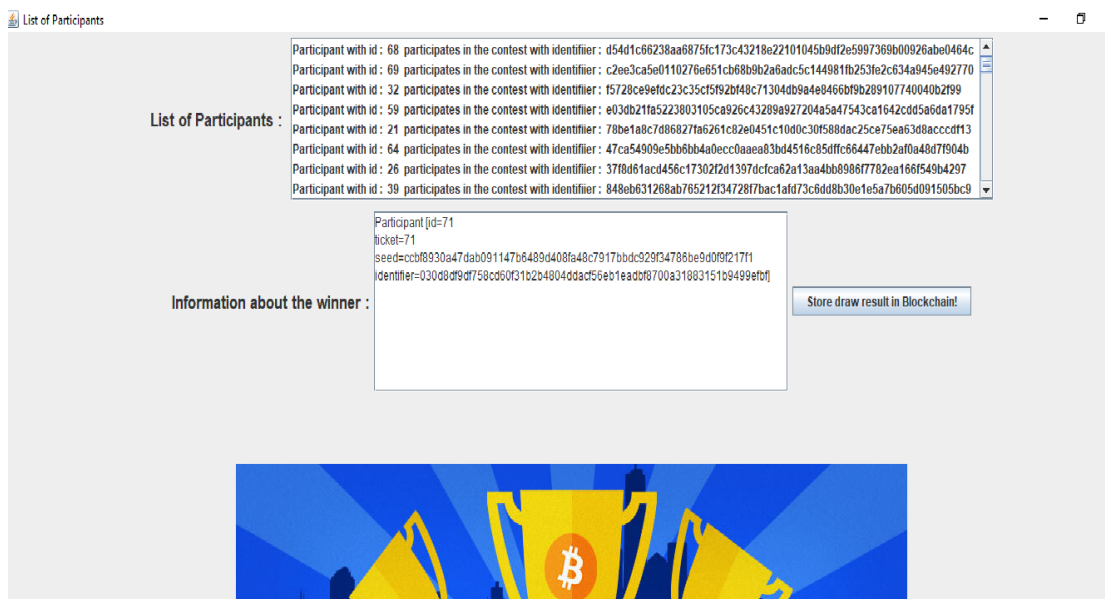 List of Participants
List of Participants :
Participant with id : 68 participates in the contest with identifiier : d54d1c66238aa6875fc173c43218e22101045b9df2e5997369b00926abe0464c
Participant with id : 69 participates in the contest with identifiier : c2ee3ca5e0110276e651cb68b9b2a6adc5c144981fb253fe2c634a945e492770
Participant with id : 32 participates in the contest with identifiier : f5728ce9efdc23c35cf5f92bf48c71304db9a4e8466bf9b289107740040b2f99
Participant with id : 59 participates in the contest with identifiier : e03db21fa5223803105ca926c43289a927204a5a47543ca1642cdd5a6da1795f
Participant with id : 21 participates in the contest with identifiier : 78be1a8c7d86827fa6261c82e0451c10d0c30f588dac25ce75ea63d8acccdf13
Participant with id : 64 participates in the contest with identifiier : 47ca54909e5bb6bb4a0ecc0aaea83bd4516c85dffc66447ebb2af0a48d7f904b
Participant with id : 26 participates in the contest with identifiier : 37f8d61acd456c17302f2d1397dcfca62a13aa4bb8986f7782ea166f549b4297
Participant with id : 39 participates in the contest with identifiier : 848eb631268ab765212f34728f7bac1afd73c6dd8b30e1e5a7b605d091505bc9
Information about the winner :
Participant [id=71
ticket=71
seed=ccbf8930a47dab091147b6489d408fa48c7917bbdc929f34786be9d0f9f217f1
identifier=030d8df9df758cd60f31b2b4804ddacf56eb1eadbf8700a31883151b9499efbf]
Store draw result in Blockchain!